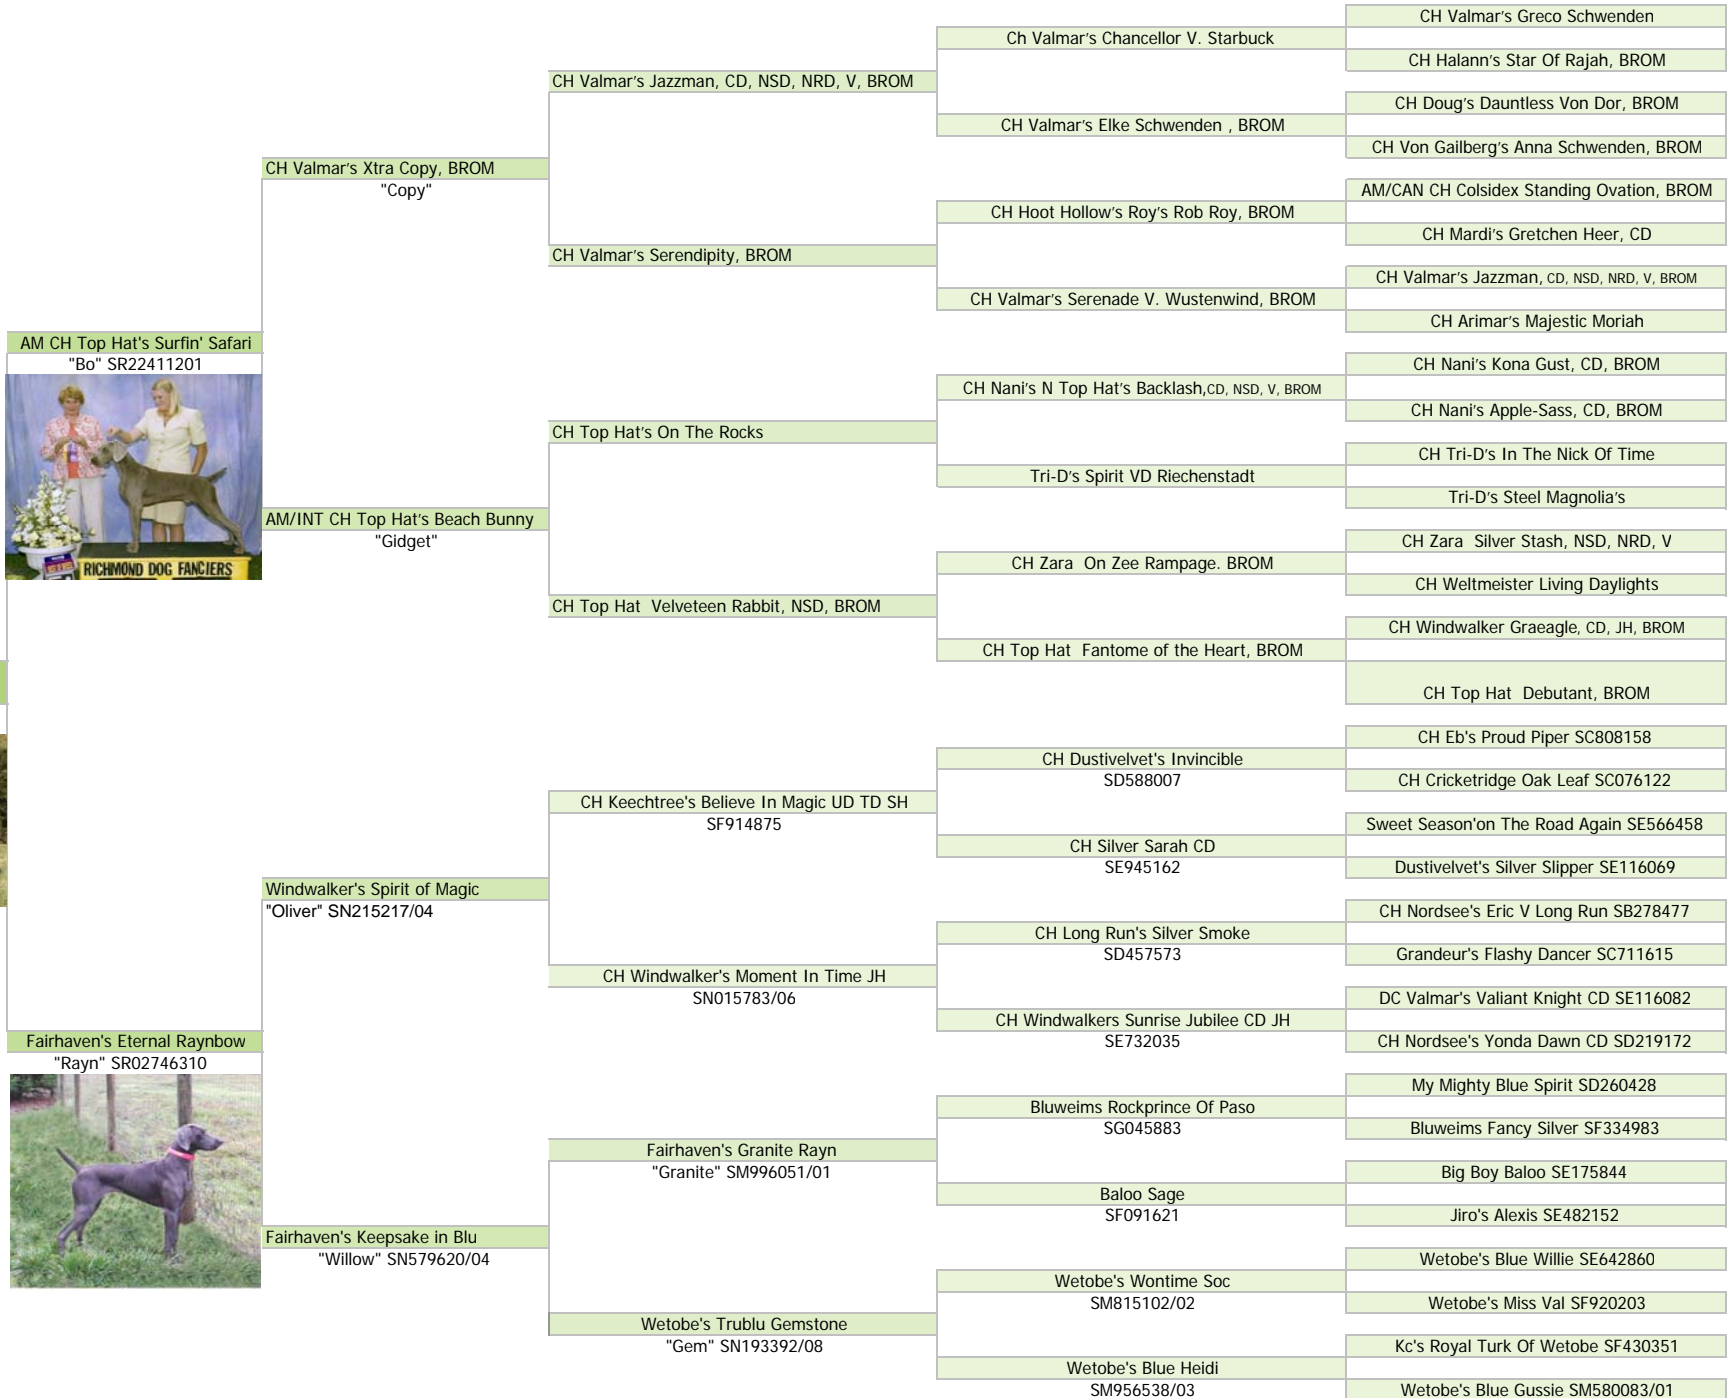 AM CH Top Hat's Surfin' Safari
"Bo" SR22411201
RICHMOND DOG FANCIERS
Fairhaven's Eternal Raynbow
"Rayn" SR02746310
CH Valmar's Xtra Copy, BROM
"Copy"
AM/INT CH Top Hat's Beach Bunny
"Gidget"
Windwalker's Spirit of Magic
"Oliver" SN215217/04
Fairhaven's Keepsake in Blu
"Willow" SN579620/04
CH Valmar's Jazzman, CD, NSD, NRD, V, BROM
CH Valmar's Serendipity, BROM
CH Top Hat's On The Rocks
CH Top Hat  Velveteen Rabbit, NSD, BROM
CH Keechtree's Believe In Magic UD TD SH
SF914875
CH Windwalker's Moment In Time JH
SN015783/06
Fairhaven's Granite Rayn
"Granite" SM996051/01
Wetobe's Trublu Gemstone
"Gem" SN193392/08
Ch Valmar's Chancellor V. Starbuck
CH Valmar's Elke Schwenden , BROM
CH Hoot Hollow's Roy's Rob Roy, BROM
CH Valmar's Serenade V. Wustenwind, BROM
CH Nani's N Top Hat's Backlash,CD, NSD, V, BROM
Tri-D's Spirit VD Riechenstadt
CH Zara  On Zee Rampage. BROM
CH Top Hat  Fantome of the Heart, BROM
CH Dustivelvet's Invincible
SD588007
CH Silver Sarah CD
SE945162
CH Long Run's Silver Smoke
SD457573
CH Windwalkers Sunrise Jubilee CD JH
SE732035
Bluweims Rockprince Of Paso
SG045883
Baloo Sage
SF091621
Wetobe's Wontime Soc
SM815102/02
Wetobe's Blue Heidi
SM956538/03
CH Valmar's Greco Schwenden
CH Halann's Star Of Rajah, BROM
CH Doug's Dauntless Von Dor, BROM
CH Von Gailberg's Anna Schwenden, BROM
AM/CAN CH Colsidex Standing Ovation, BROM
CH Mardi's Gretchen Heer, CD
CH Valmar's Jazzman, CD, NSD, NRD, V, BROM
CH Arimar's Majestic Moriah
CH Nani's Kona Gust, CD, BROM
CH Nani's Apple-Sass, CD, BROM
CH Tri-D's In The Nick Of Time
Tri-D's Steel Magnolia's
CH Zara  Silver Stash, NSD, NRD, V
CH Weltmeister Living Daylights
CH Windwalker Graeagle, CD, JH, BROM
CH Top Hat  Debutant, BROM
CH Eb's Proud Piper SC808158
CH Cricketridge Oak Leaf SC076122
Sweet Season'on The Road Again SE566458
Dustivelvet's Silver Slipper SE116069
CH Nordsee's Eric V Long Run SB278477
Grandeur's Flashy Dancer SC711615
DC Valmar's Valiant Knight CD SE116082
CH Nordsee's Yonda Dawn CD SD219172
My Mighty Blue Spirit SD260428
Bluweims Fancy Silver SF334983
Big Boy Baloo SE175844
Jiro's Alexis SE482152
Wetobe's Blue Willie SE642860
Wetobe's Miss Val SF920203
Kc's Royal Turk Of Wetobe SF430351
Wetobe's Blue Gussie SM580083/01